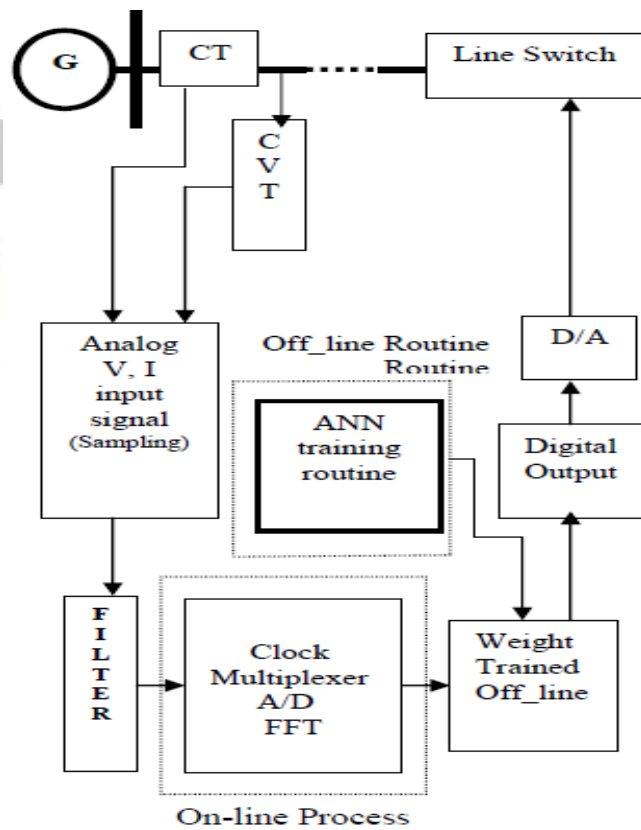 G
CT
Line Switch
C
V
T
Analog
V, I
input
signal
(Sampling)
Off_line Routine
Routine
D/A
ANN
training
routine
Digital
Output
F
I
L
T
E
R
Clock
Multiplexer
A/D
FFT
Weight
Trained
Off_line
On-line Process